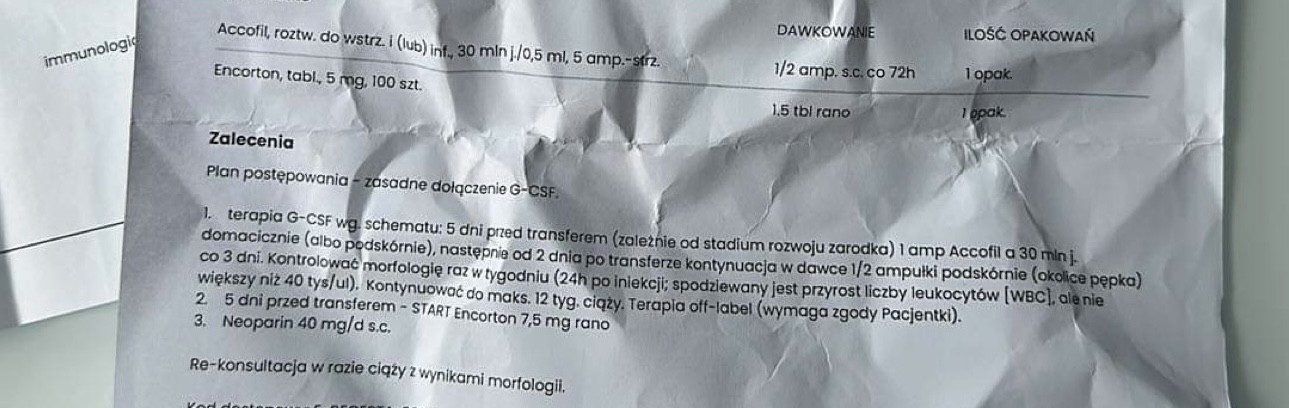 immunologic
DAWKOWANIE
ILOŚĆ OPAKOWAŃ
Accofil, roztw. do wstrz. i (lub) inf., 30 mln j./0,5 ml, 5 amp.-strz.
1/2 amp. s.c. co 72h
1 opak.
Encorton, tabl., 5 mg, 100 szt.
1,5 tbl rano
1 opak.
Zalecenia
Plan postępowania – zasadne dołączenie G-CSF.
1. terapia G-CSF wg. schematu: 5 dni przed transferem (zależnie od stadium rozwoju zarodka) 1 amp Accofil a 30 mln j.
domacicznie (albo podskórnie), następnie od 2 dnia po transferze kontynuacja w dawce 1/2 ampułki podskórnie (okolice pępka)
co 3 dni. Kontrolować morfologię raz w tygodniu (24h po iniekcji; spodziewany jest przyrost liczby leukocytów [WBC], ale nie
większy niż 40 tys/ul). Kontynuować do maks. 12 tyg. ciąży. Terapia off-label (wymaga zgody Pacjentki).
2. 5 dni przed transferem – START Encorton 7,5 mg rano
3. Neoparin 40 mg/d s.c.
Re-konsultacja w razie ciąży z wynikami morfologii.